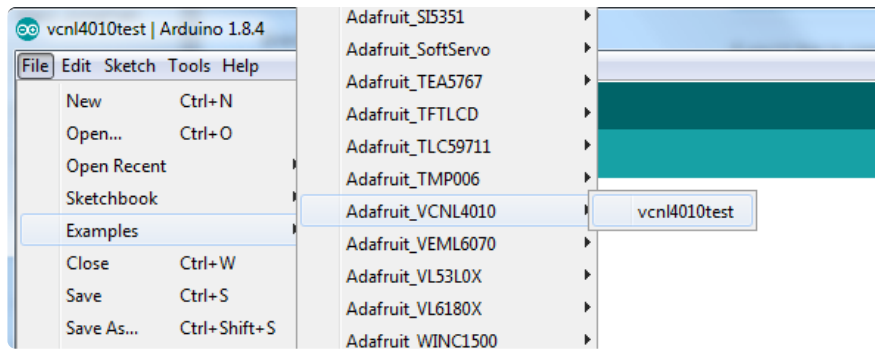 vcnl4010test | Arduino 1.8.4
File Edit Sketch Tools Help
New Ctrl+N
Open... Ctrl+O
Open Recent
Sketchbook
Examples
Close Ctrl+W
Save Ctrl+S
Save As... Ctrl+Shift+S
Adafruit_SI5351
Adafruit_SoftServo
Adafruit_TEA5767
Adafruit_TFTLCD
Adafruit_TLC59711
Adafruit_TMP006
Adafruit_VCNL4010
Adafruit_VEML6070
Adafruit_VL53L0X
Adafruit_VL6180X
Adafruit_WINC1500
vcnl4010test